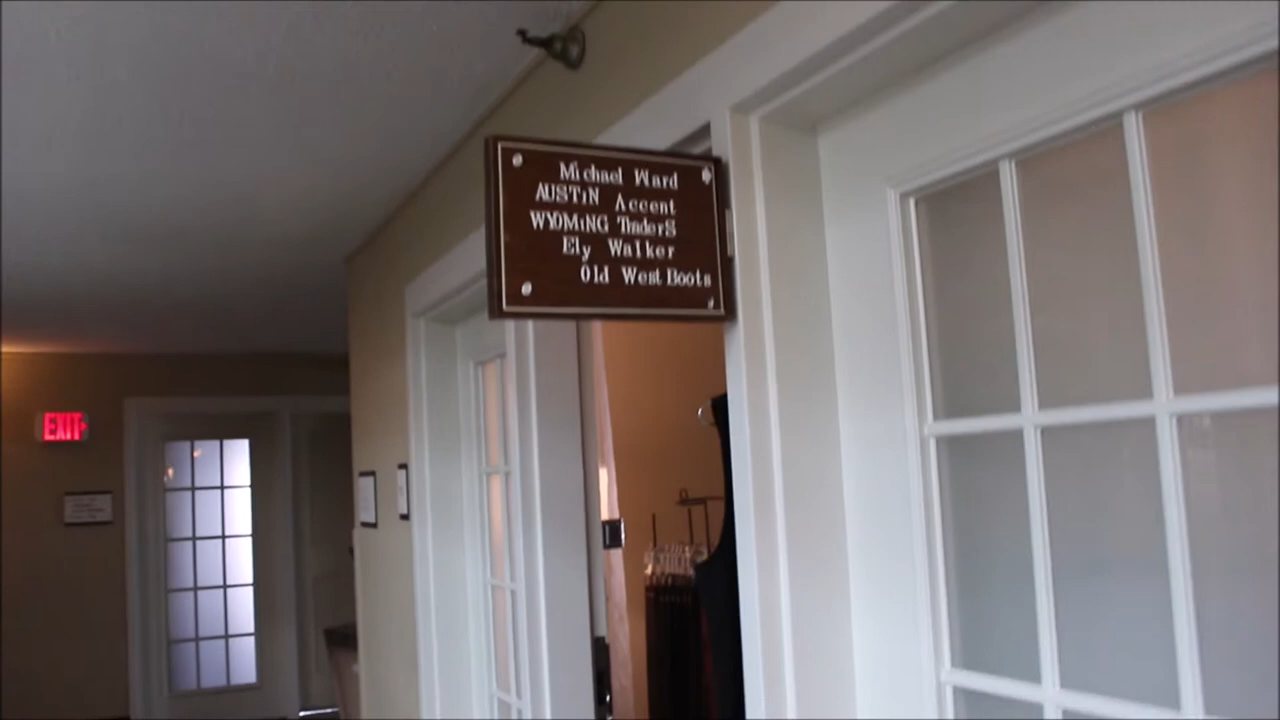 Michael Ward
AUSTiN Accent
WYOMiNG TraderS
Ely Walker
Old West Boots
EXIT